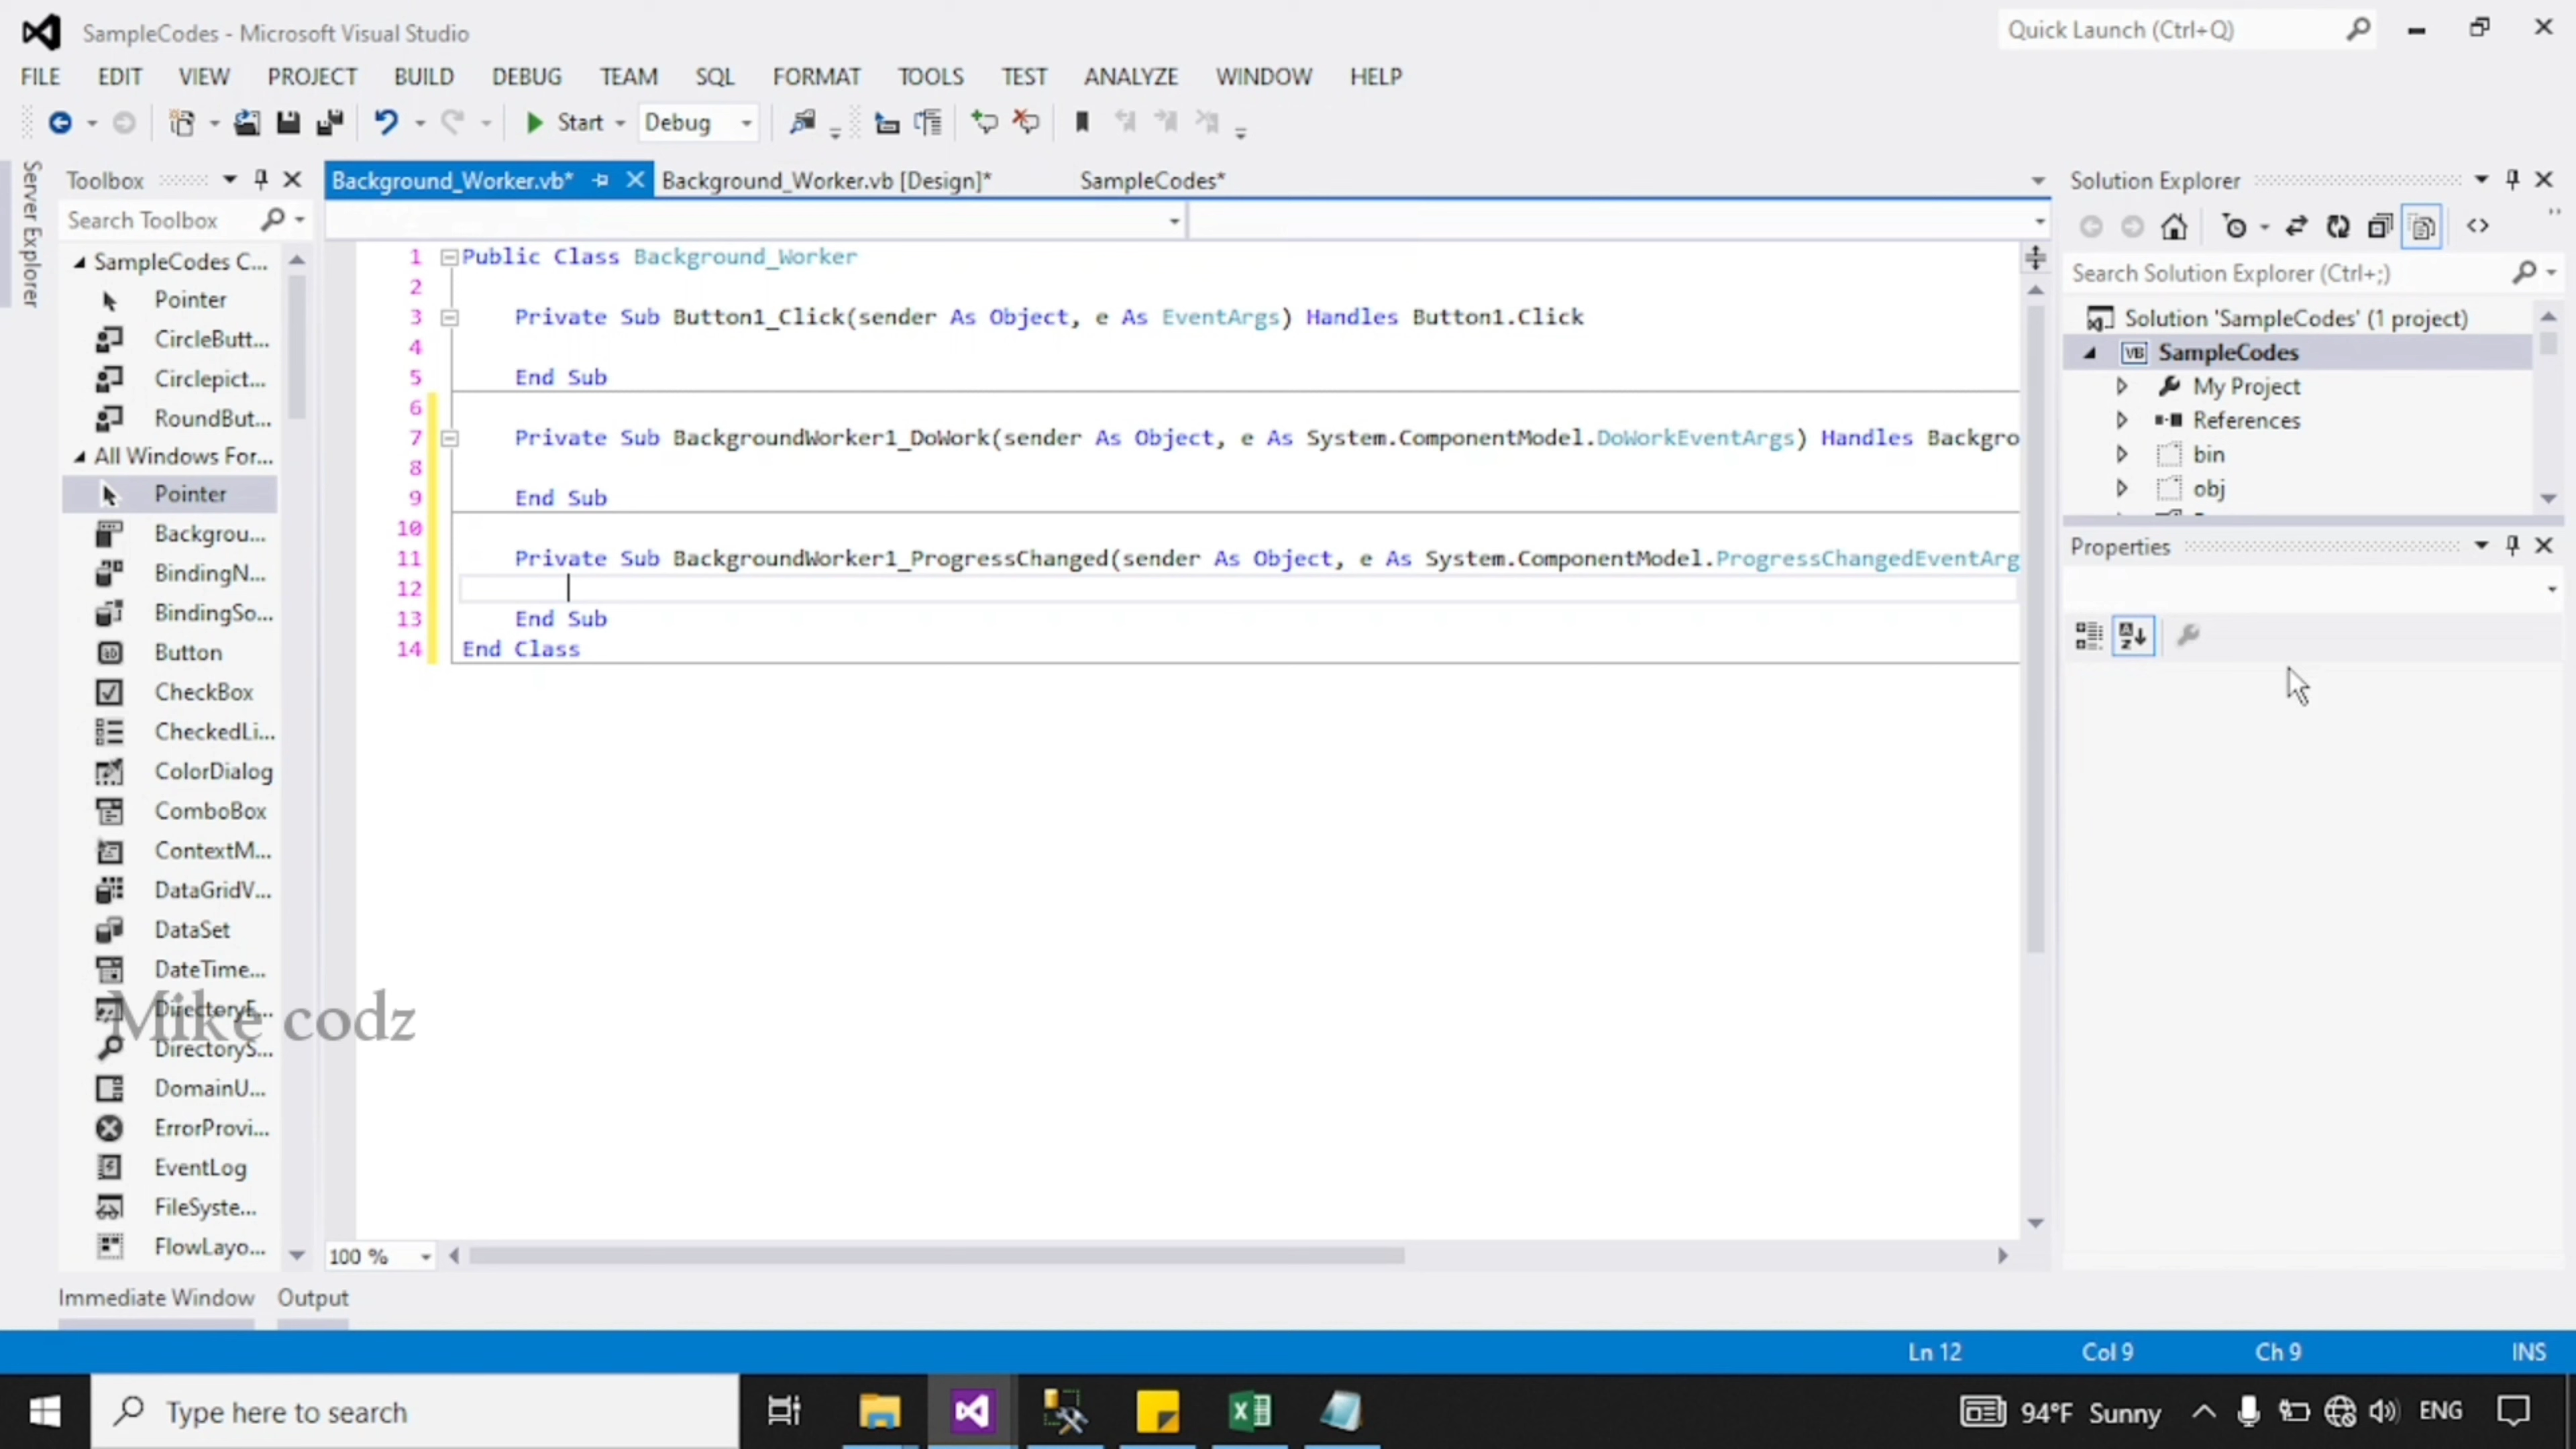 SampleCodes - Microsoft Visual Studio
Quick Launch (Ctrl+Q)
FILE EDIT VIEW PROJECT BUILD DEBUG TEAM SQL FORMAT TOOLS TEST ANALYZE WINDOW HELP
Start Debug
Server Explorer
Toolbox
Search Toolbox
SampleCodes C...
Pointer
CircleButt...
Circlepict...
RoundBut...
All Windows For...
Pointer
Backgrou...
BindingN...
BindingSo...
Button
CheckBox
CheckedLi...
ColorDialog
ComboBox
ContextM...
DataGridV...
DataSet
DateTime...
DirectoryE...
DirectoryS...
DomainU...
ErrorProvi...
EventLog
FileSyste...
FlowLayo...
Mike codz
Background_Worker.vb* Background_Worker.vb [Design]* SampleCodes*
1 Public Class Background_Worker
2
3 Private Sub Button1_Click(sender As Object, e As EventArgs) Handles Button1.Click
4
5 End Sub
6
7 Private Sub BackgroundWorker1_DoWork(sender As Object, e As System.ComponentModel.DoWorkEventArgs) Handles Backgro
8
9 End Sub
10
11 Private Sub BackgroundWorker1_ProgressChanged(sender As Object, e As System.ComponentModel.ProgressChangedEventArg
12
13 End Sub
14 End Class
100 %
Solution Explorer
Search Solution Explorer (Ctrl+;)
Solution 'SampleCodes' (1 project)
VB SampleCodes
My Project
References
bin
obj
Properties
Immediate Window Output
Ln 12 Col 9 Ch 9 INS
Type here to search
94°F Sunny
ENG